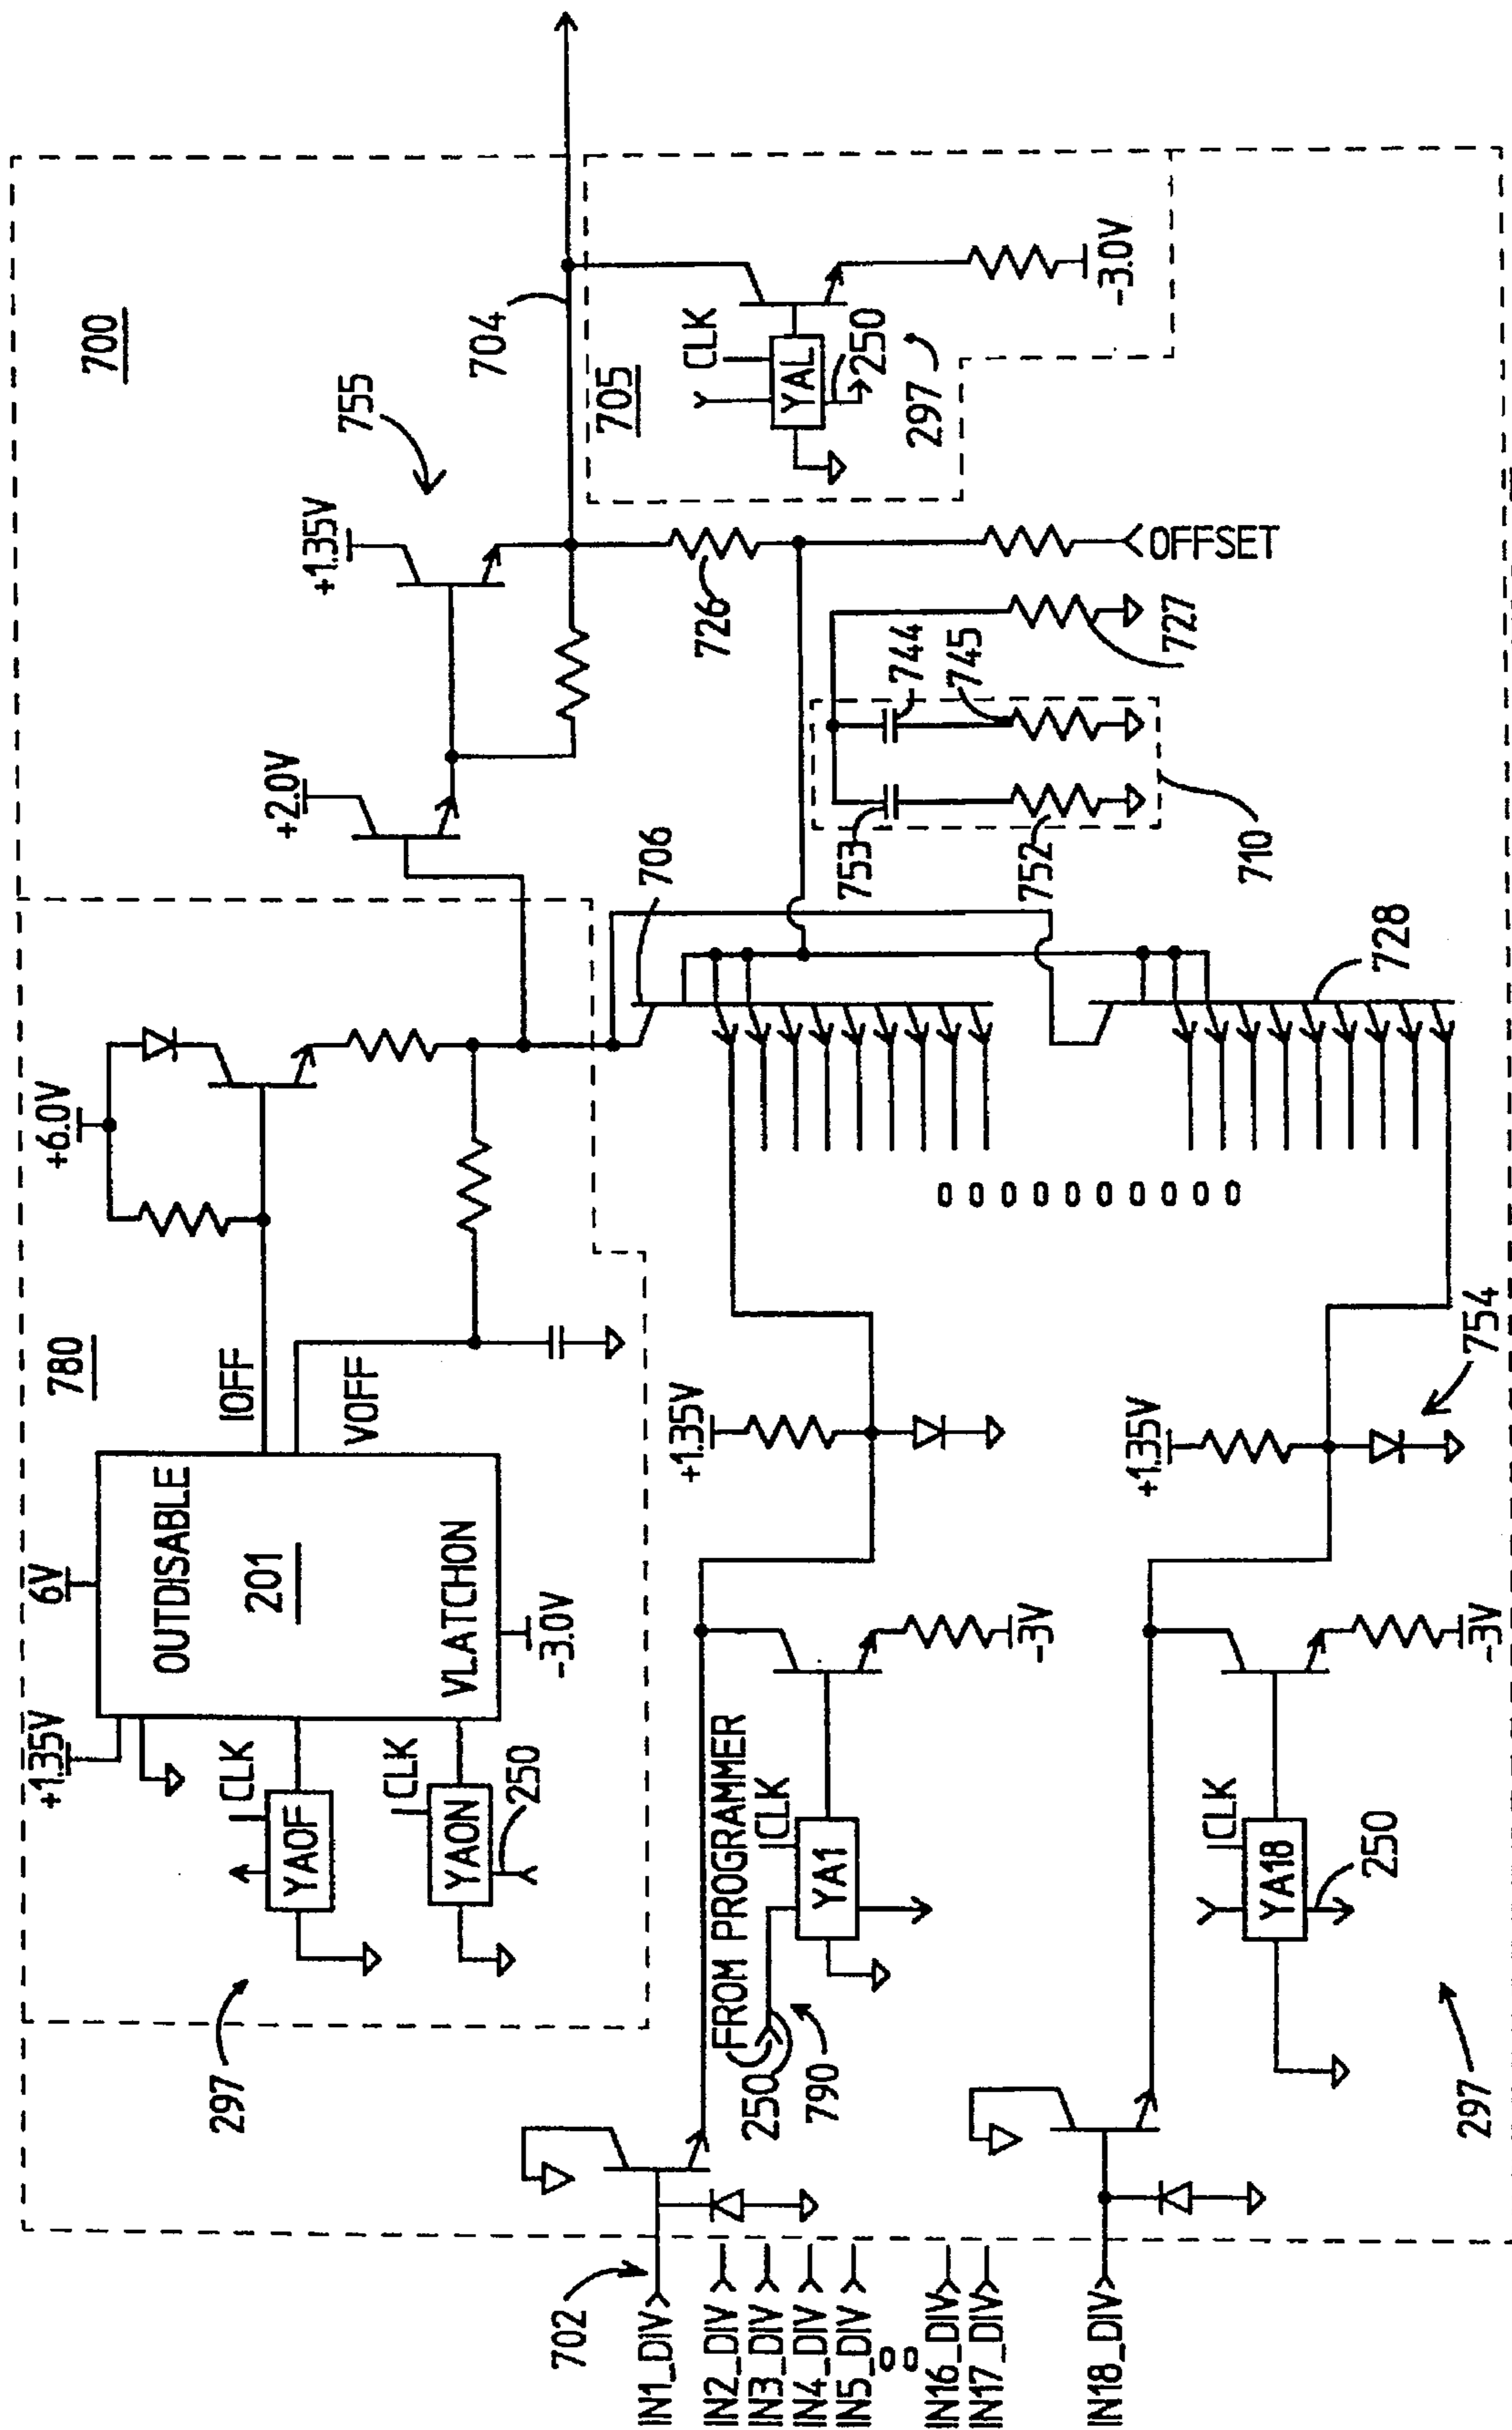 700
755
704
+1.35V
+2.0V
CLK
705
YAL
250
297
-3.0V
726
OFFSET
744
745
727
753
752
710
706
728
+6.0V
780
IOFF
VOFF
6V
OUTDISABLE
201
VLATCHON
-3.0V
+1.35V
CLK
YAOF
CLK
YAON
250
297
+1.35V
+1.35V
754
FROM PROGRAMMER
CLK
YA1
250
790
-3V
CLK
YA18
250
-3V
297
702
IN1_DIV
IN2_DIV
IN3_DIV
IN4_DIV
IN5_DIV
IN16_DIV
IN17_DIV
IN18_DIV